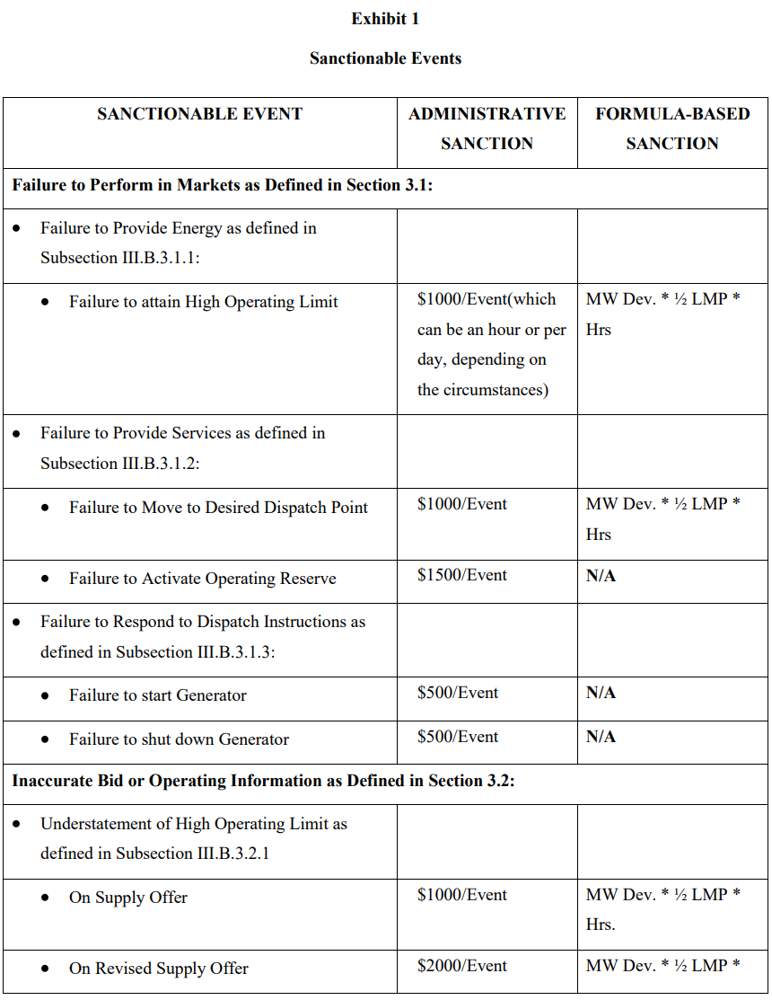 Exhibit 1
Sanctionable Events
SANCTIONABLE EVENT
ADMINISTRATIVE
SANCTION
FORMULA-BASED
SANCTION
Failure to Perform in Markets as Defined in Section 3.1:
● Failure to Provide Energy as defined in
Subsection III.B.3.1.1:
● Failure to attain High Operating Limit
$1000/Event(which
can be an hour or per
day, depending on
the circumstances)
MW Dev. * ½ LMP *
Hrs
● Failure to Provide Services as defined in
Subsection III.B.3.1.2:
● Failure to Move to Desired Dispatch Point
$1000/Event
MW Dev. * ½ LMP *
Hrs
● Failure to Activate Operating Reserve
$1500/Event
N/A
● Failure to Respond to Dispatch Instructions as
defined in Subsection III.B.3.1.3:
● Failure to start Generator
$500/Event
N/A
● Failure to shut down Generator
$500/Event
N/A
Inaccurate Bid or Operating Information as Defined in Section 3.2:
● Understatement of High Operating Limit as
defined in Subsection III.B.3.2.1
● On Supply Offer
$1000/Event
MW Dev. * ½ LMP *
Hrs.
● On Revised Supply Offer
$2000/Event
MW Dev. * ½ LMP *